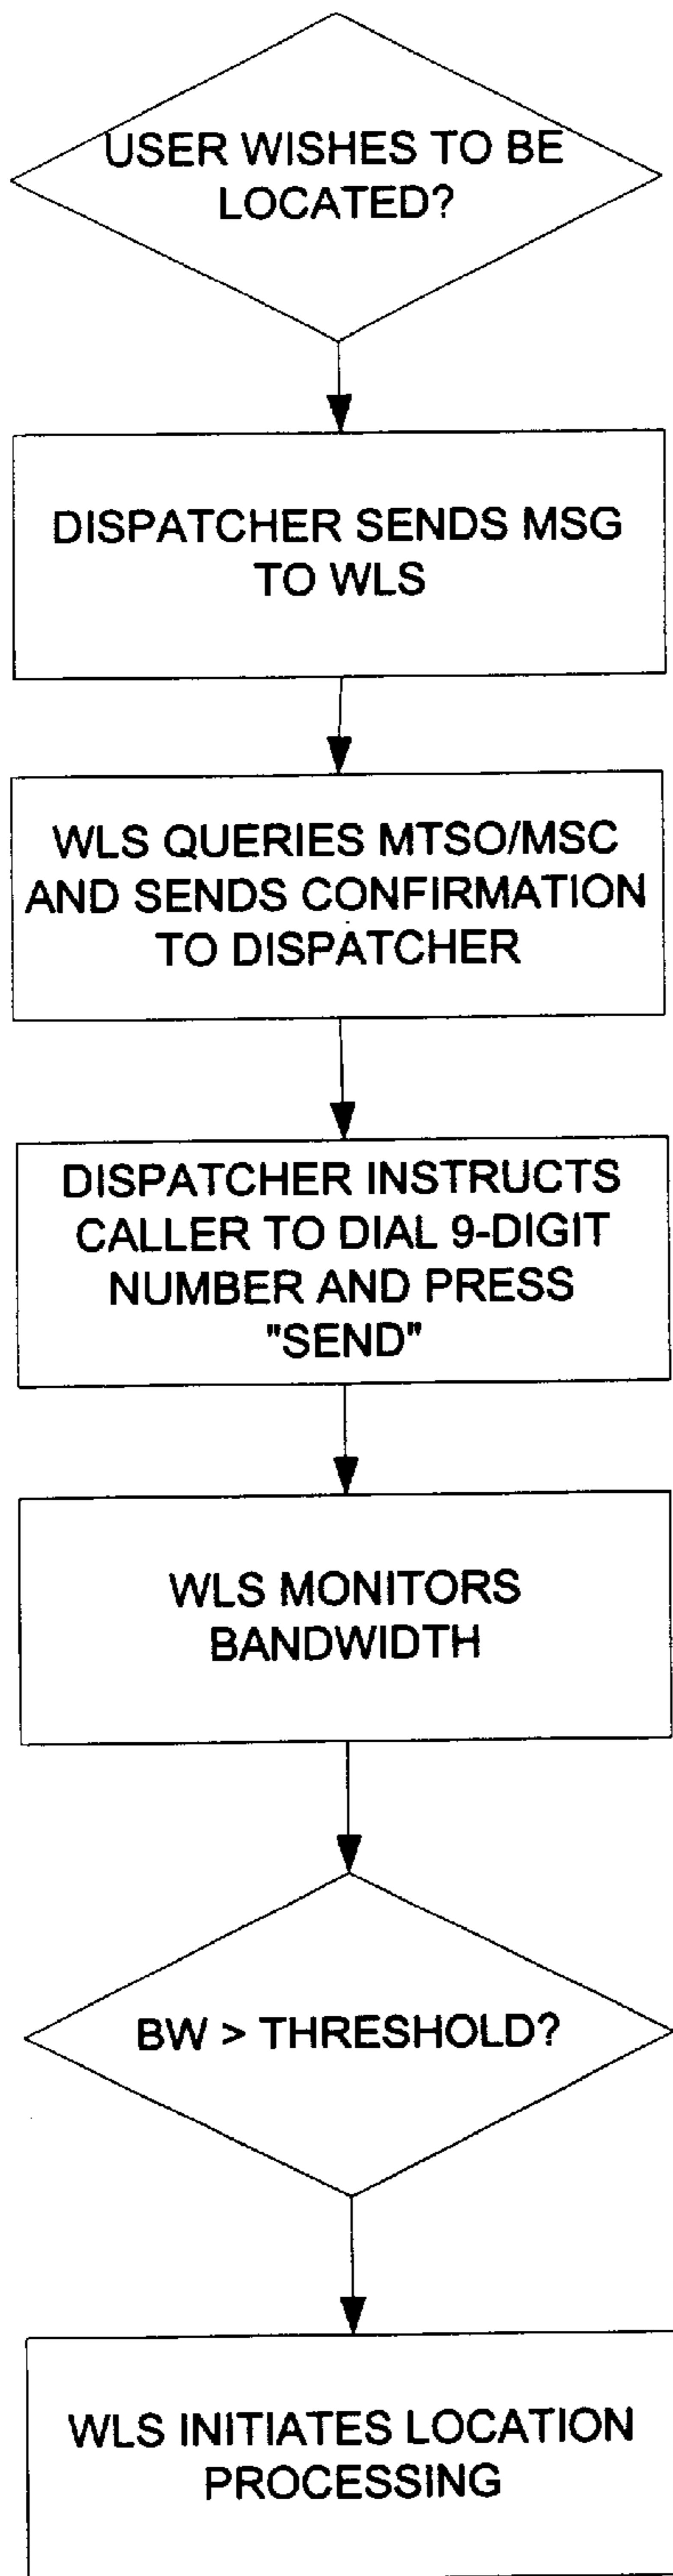 USER WISHES TO BE
LOCATED?
DISPATCHER SENDS MSG
TO WLS
WLS QUERIES MTSO/MSC
AND SENDS CONFIRMATION
TO DISPATCHER
DISPATCHER INSTRUCTS
CALLER TO DIAL 9-DIGIT
NUMBER AND PRESS
"SEND"
WLS MONITORS
BANDWIDTH
BW > THRESHOLD?
WLS INITIATES LOCATION
PROCESSING